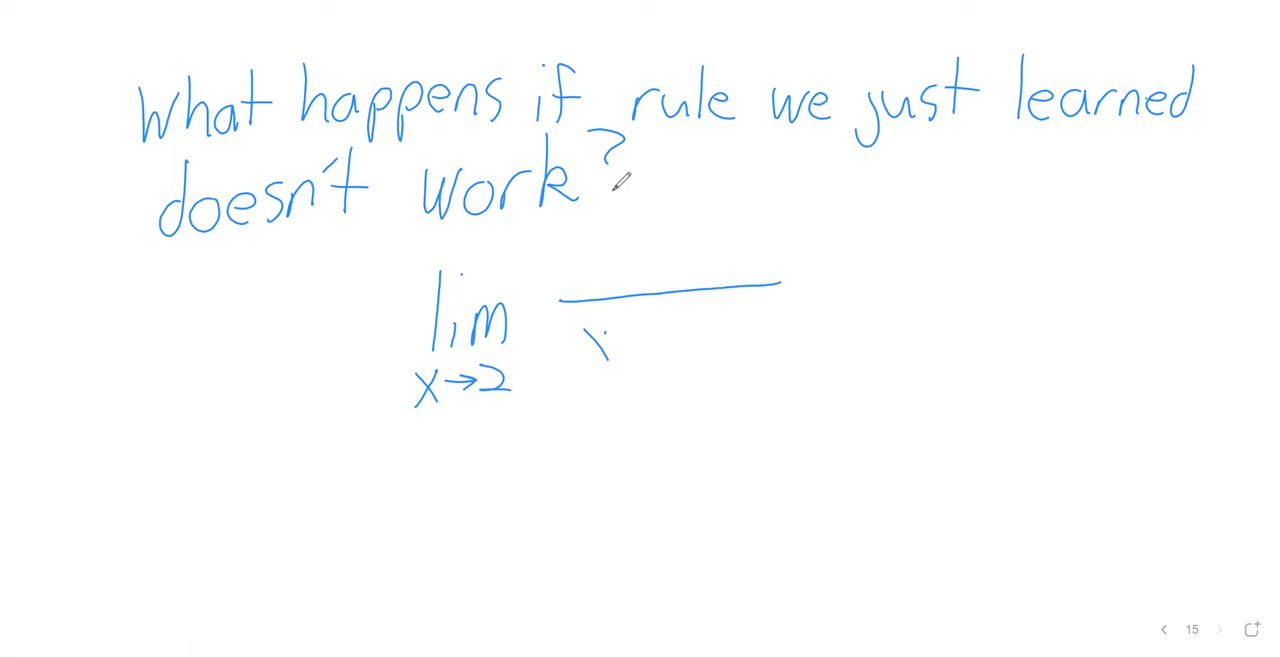 What happens if rule we just learned
doesn't work?
lim
x→2
15